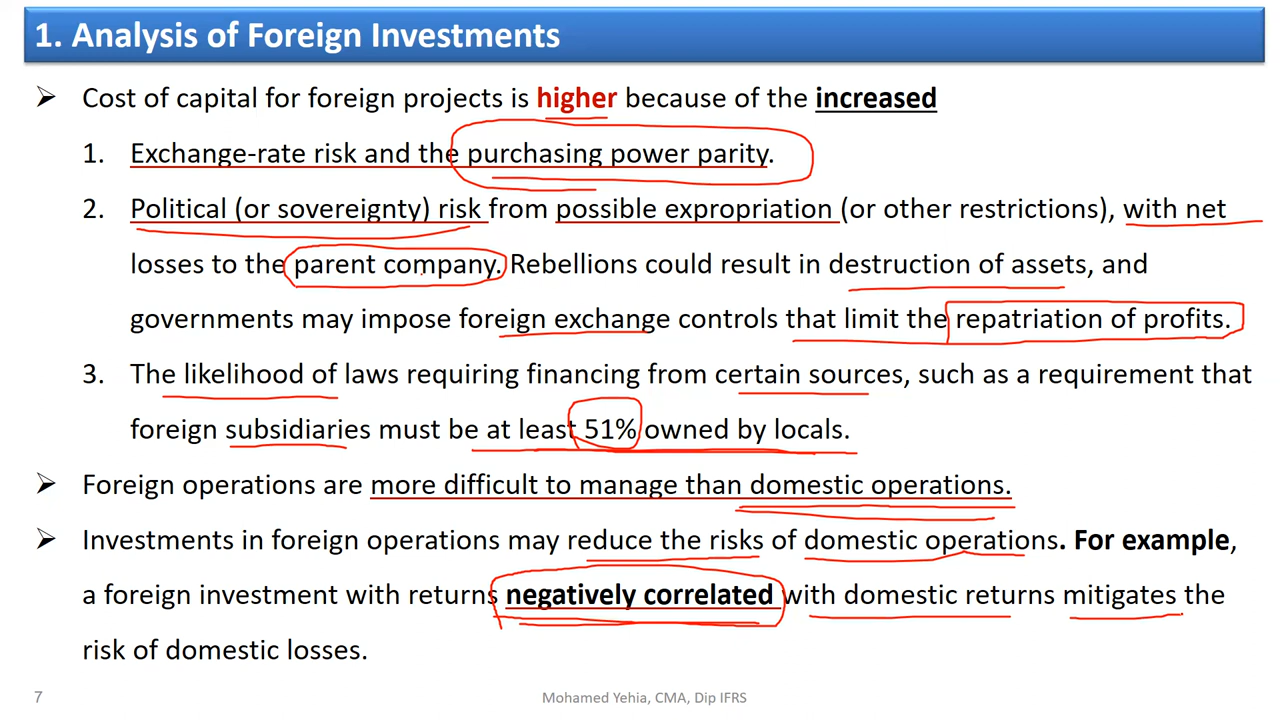 1. Analysis of Foreign Investments
➢ Cost of capital for foreign projects is higher because of the increased
1. Exchange-rate risk and the purchasing power parity.
2. Political (or sovereignty) risk from possible expropriation (or other restrictions), with net
losses to the parent company. Rebellions could result in destruction of assets, and
governments may impose foreign exchange controls that limit the repatriation of profits.
3. The likelihood of laws requiring financing from certain sources, such as a requirement that
foreign subsidiaries must be at least 51% owned by locals.
➢ Foreign operations are more difficult to manage than domestic operations.
➢ Investments in foreign operations may reduce the risks of domestic operations. For example,
a foreign investment with returns negatively correlated with domestic returns mitigates the
risk of domestic losses.
7 Mohamed Yehia, CMA, Dip IFRS